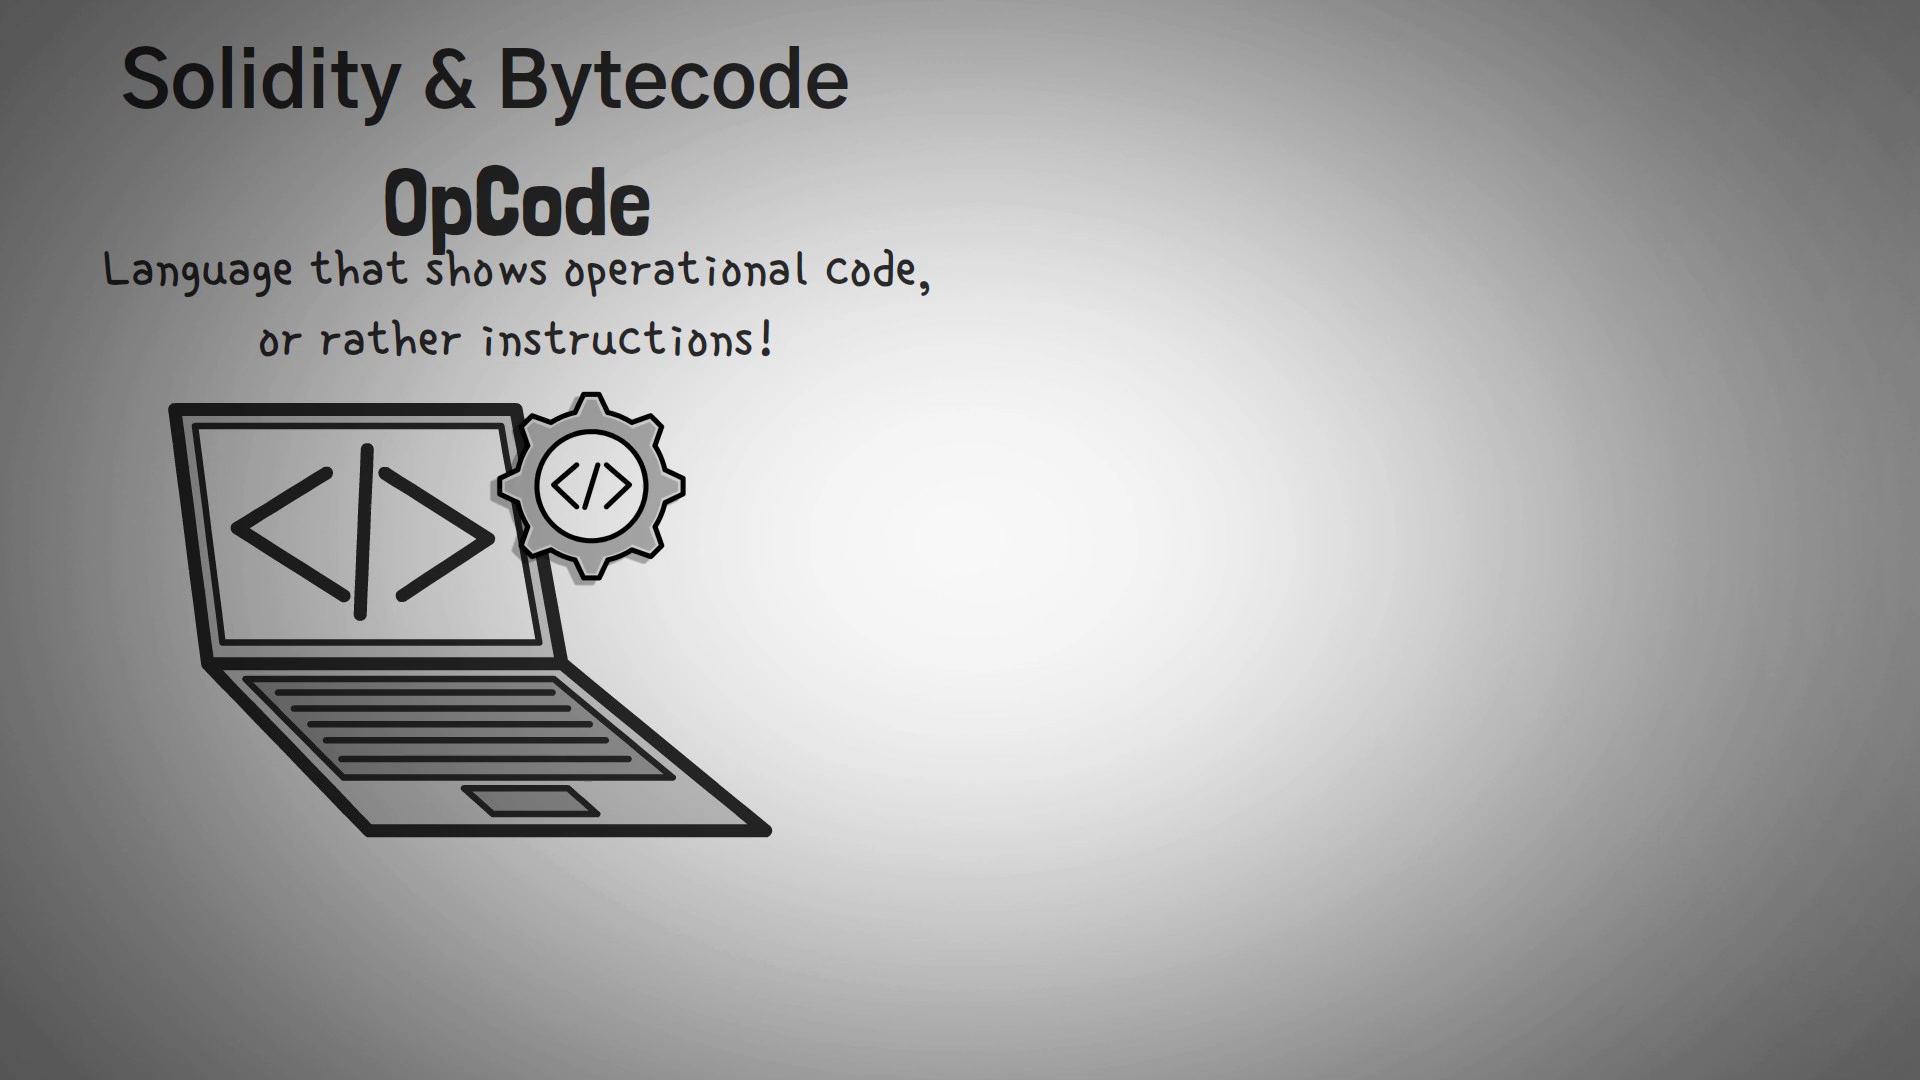 Solidity & Bytecode
OpCode
Language that shows operational code,
or rather instructions!
</>
</>